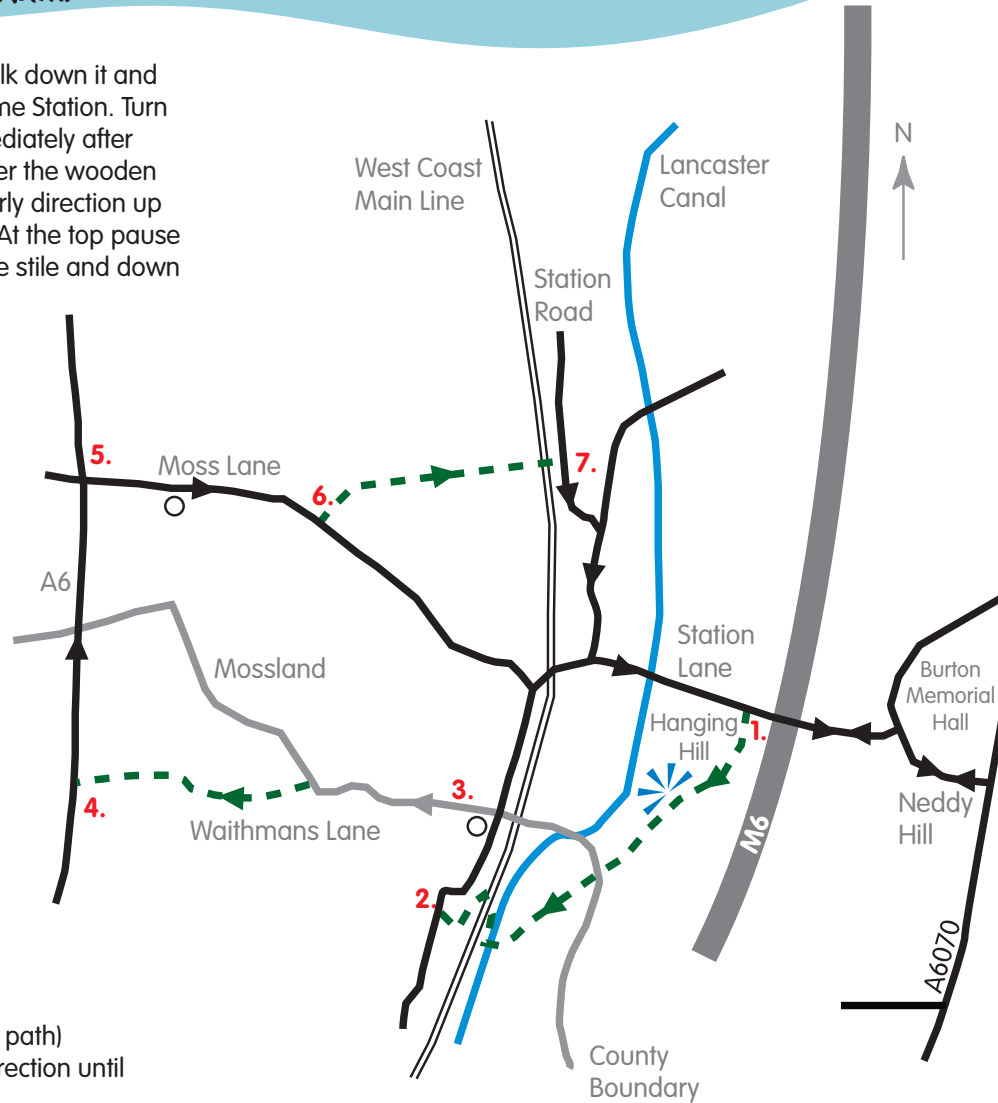 lk down it and
me Station. Turn
ediately after
er the wooden
rly direction up
At the top pause
e stile and down
West Coast
Main Line
Lancaster
Canal
N
Station
Road
5.
Moss Lane
6.
7.
A6
Mossland
Station
Lane
Burton
Memorial
Hall
Hanging
Hill
1.
3.
4.
Waithmans Lane
Neddy
Hill
M6
2.
A6070
path)
rection until
County
Boundary